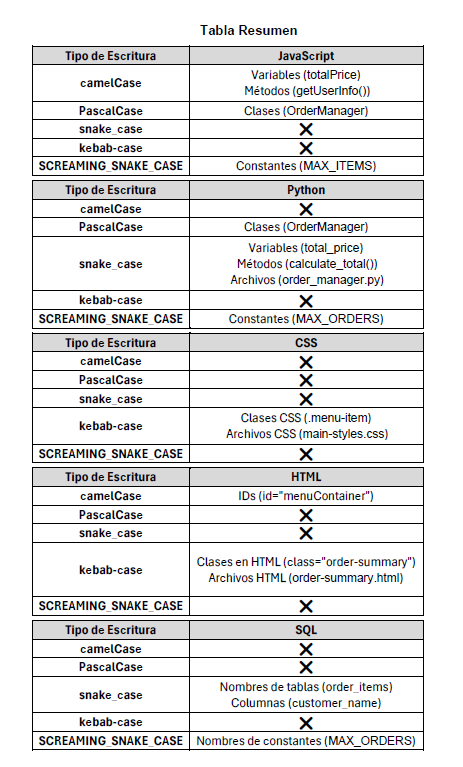 Tabla Resumen
Tipo de Escritura JavaScript
camelCase Variables (totalPrice)
Métodos (getUserInfo())
PascalCase Clases (OrderManager)
snake_case ❌
kebab-case ❌
SCREAMING_SNAKE_CASE Constantes (MAX_ITEMS)
Tipo de Escritura Python
camelCase ❌
PascalCase Clases (OrderManager)
snake_case Variables (total_price)
Métodos (calculate_total())
Archivos (order_manager.py)
kebab-case ❌
SCREAMING_SNAKE_CASE Constantes (MAX_ORDERS)
Tipo de Escritura CSS
camelCase ❌
PascalCase ❌
snake_case ❌
kebab-case Clases CSS (.menu-item)
Archivos CSS (main-styles.css)
SCREAMING_SNAKE_CASE ❌
Tipo de Escritura HTML
camelCase IDs (id="menuContainer")
PascalCase ❌
snake_case ❌
kebab-case Clases en HTML (class="order-summary")
Archivos HTML (order-summary.html)
SCREAMING_SNAKE_CASE ❌
Tipo de Escritura SQL
camelCase ❌
PascalCase ❌
snake_case Nombres de tablas (order_items)
Columnas (customer_name)
kebab-case ❌
SCREAMING_SNAKE_CASE Nombres de constantes (MAX_ORDERS)